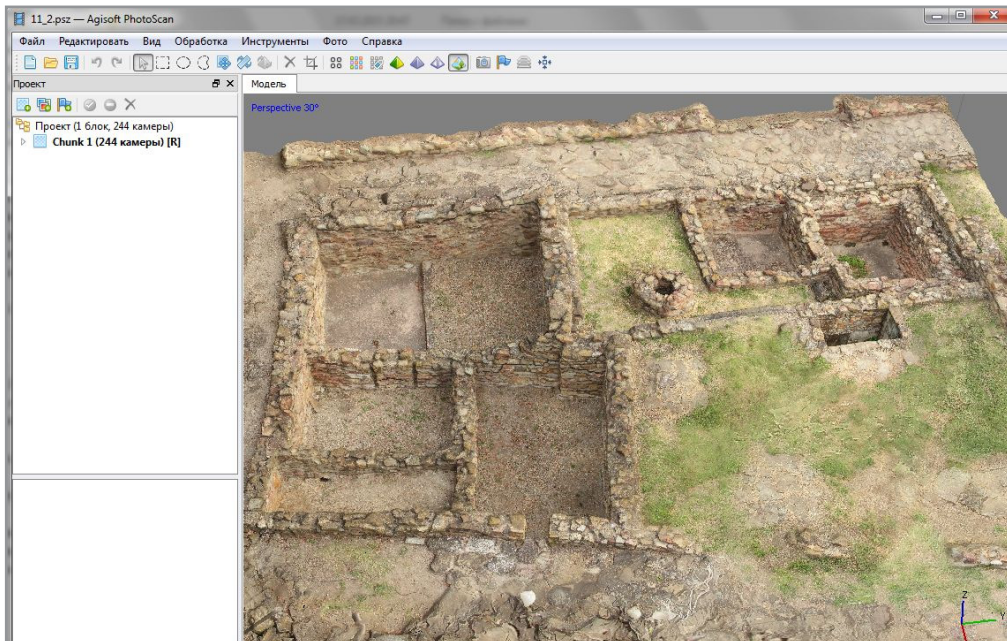 11_2.psz — Agisoft PhotoScan
Файл Редактировать Вид Обработка Инструменты Фото Справка
Проект
Модель
Perspective 30°
Проект (1 блок, 244 камеры)
Chunk 1 (244 камеры) [R]
Z
Y